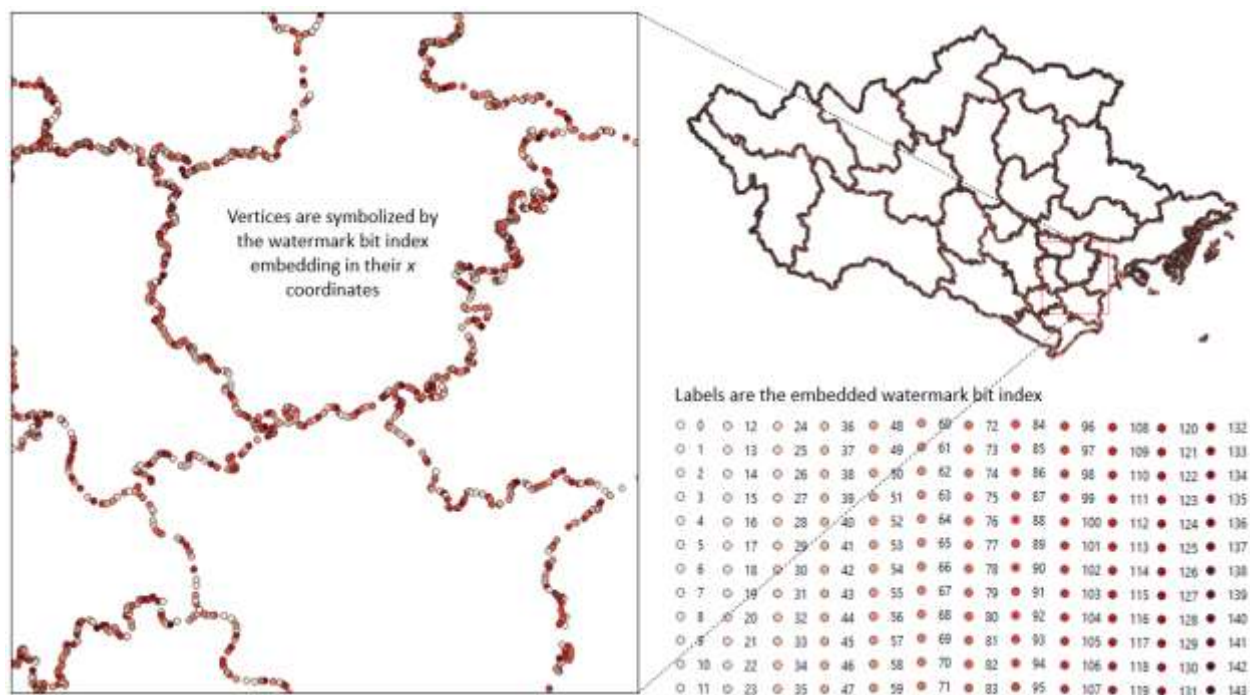 Vertices are symbolized by
the watermark bit index
embedding in their x
coordinates
Labels are the embedded watermark bit index
0 12 24 36 48 60 72 84 96 108 120 132
1 13 25 37 49 61 73 85 97 109 121 133
2 14 26 38 50 62 74 86 98 110 122 134
3 15 27 39 51 63 75 87 99 111 123 135
4 16 28 40 52 64 76 88 100 112 124 136
5 17 29 41 53 65 77 89 101 113 125 137
6 18 30 42 54 66 78 90 102 114 126 138
7 19 31 43 55 67 79 91 103 115 127 139
8 20 32 44 56 68 80 92 104 116 128 140
9 21 33 45 57 69 81 93 105 117 129 141
10 22 34 46 58 70 82 94 106 118 130 142
11 23 35 47 59 71 83 95 107 119 131 143